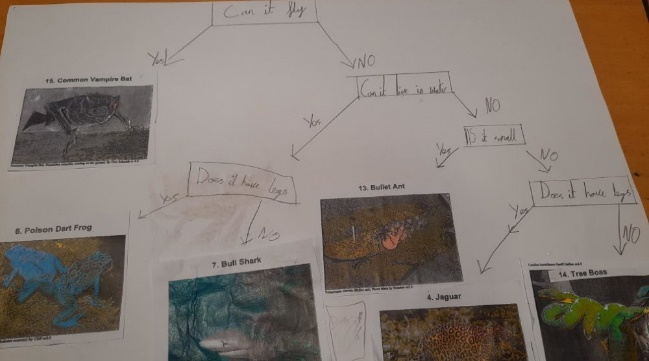 Can it fly
Yes
NO
15. Common Vampire Bat
Can it live in water
Yes
NO
IS it small
Yes
NO
Does it have legs
Yes
NO
13. Bullet Ant
Does it have legs
Yes
NO
6. Poison Dart Frog
7. Bull Shark
4. Jaguar
14. Tree Boas